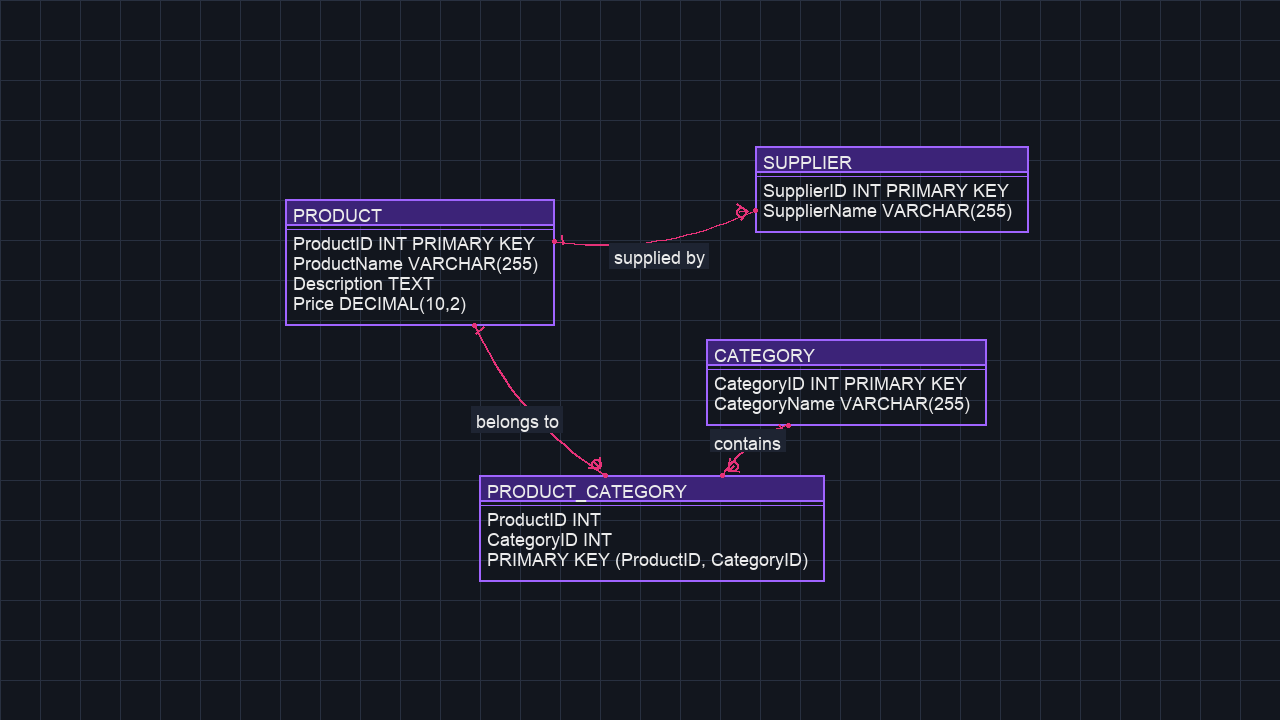 SUPPLIER
SupplierID INT PRIMARY KEY
SupplierName VARCHAR(255)
PRODUCT
ProductID INT PRIMARY KEY
ProductName VARCHAR(255)
Description TEXT
Price DECIMAL(10,2)
supplied by
CATEGORY
CategoryID INT PRIMARY KEY
CategoryName VARCHAR(255)
belongs to
contains
PRODUCT_CATEGORY
ProductID INT
CategoryID INT
PRIMARY KEY (ProductID, CategoryID)